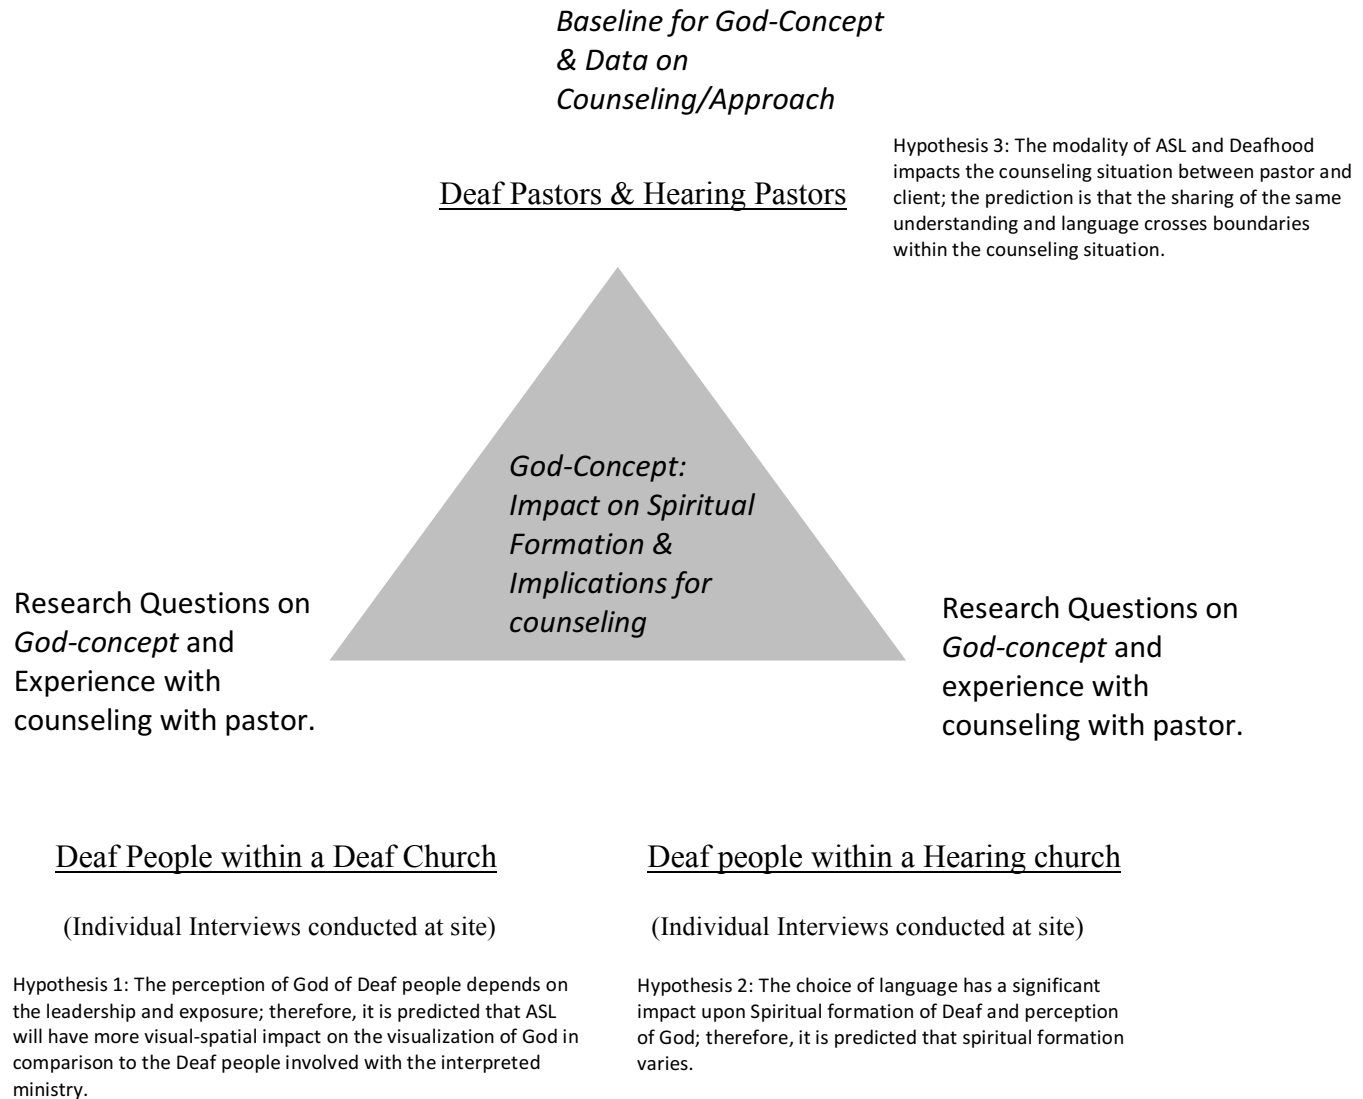 Baseline for God-Concept
& Data on
Counseling/Approach
Hypothesis 3: The modality of ASL and Deafhood
impacts the counseling situation between pastor and
client; the prediction is that the sharing of the same
understanding and language crosses boundaries
within the counseling situation.
Deaf Pastors & Hearing Pastors
God-Concept:
Impact on Spiritual
Formation &
Implications for
counseling
Research Questions on
God-concept and
Experience with
counseling with pastor.
Research Questions on
God-concept and
experience with
counseling with pastor.
Deaf People within a Deaf Church
(Individual Interviews conducted at site)
Hypothesis 1: The perception of God of Deaf people depends on
the leadership and exposure; therefore, it is predicted that ASL
will have more visual-spatial impact on the visualization of God in
comparison to the Deaf people involved with the interpreted
ministry.
Deaf people within a Hearing church
(Individual Interviews conducted at site)
Hypothesis 2: The choice of language has a significant
impact upon Spiritual formation of Deaf and perception
of God; therefore, it is predicted that spiritual formation
varies.